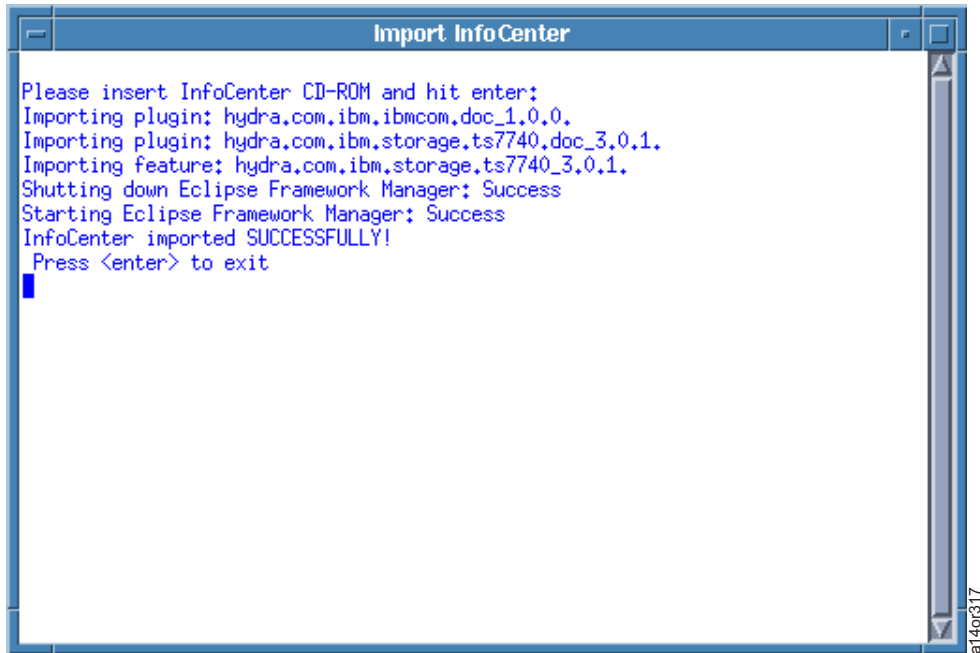 Import InfoCenter
Please insert InfoCenter CD-ROM and hit enter:
Importing plugin: hydra.com.ibm.ibmcom.doc_1.0.0.
Importing plugin: hydra.com.ibm.storage.ts7740.doc_3.0.1.
Importing feature: hydra.com.ibm.storage.ts7740_3.0.1.
Shutting down Eclipse Framework Manager: Success
Starting Eclipse Framework Manager: Success
InfoCenter imported SUCCESSFULLY!
Press <enter> to exit
a14or317